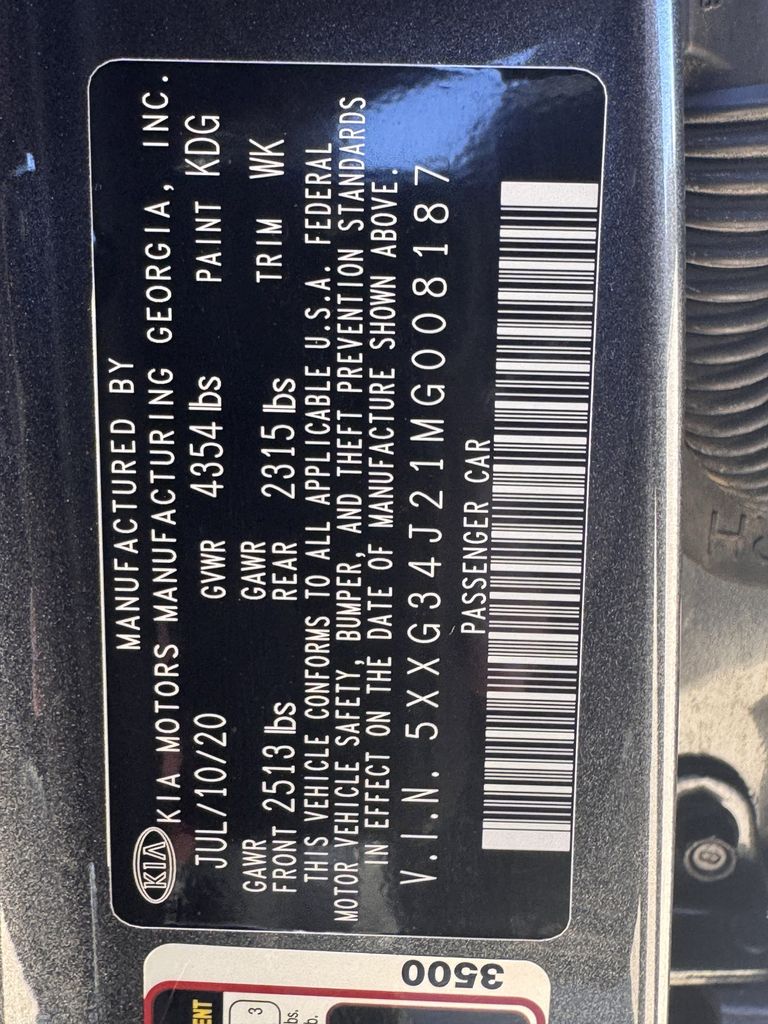 MANUFACTURED BY
KIA KIA MOTORS MANUFACTURING GEORGIA, INC.
JUL/10/20 GVWR 4354 lbs PAINT KDG
GAWR FRONT 2513 lbs GAWR REAR 2315 lbs TRIM WK
THIS VEHICLE CONFORMS TO ALL APPLICABLE U.S.A. FEDERAL
MOTOR VEHICLE SAFETY, BUMPER, AND THEFT PREVENTION STANDARDS
IN EFFECT ON THE DATE OF MANUFACTURE SHOWN ABOVE.
V.I.N. 5XXG34J21MG008187
PASSENGER CAR
3500
3